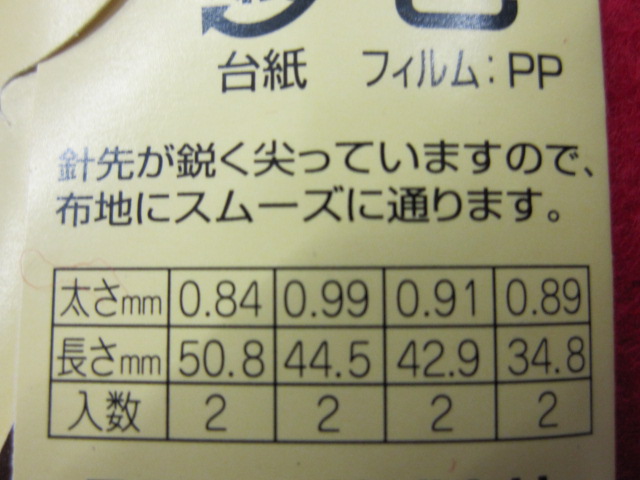 台紙 フィルム:PP
針先が鋭く尖っていますので、
布地にスムーズに通ります。
太さmm 0.84 0.99 0.91 0.89
長さmm 50.8 44.5 42.9 34.8
入数 2 2 2 2